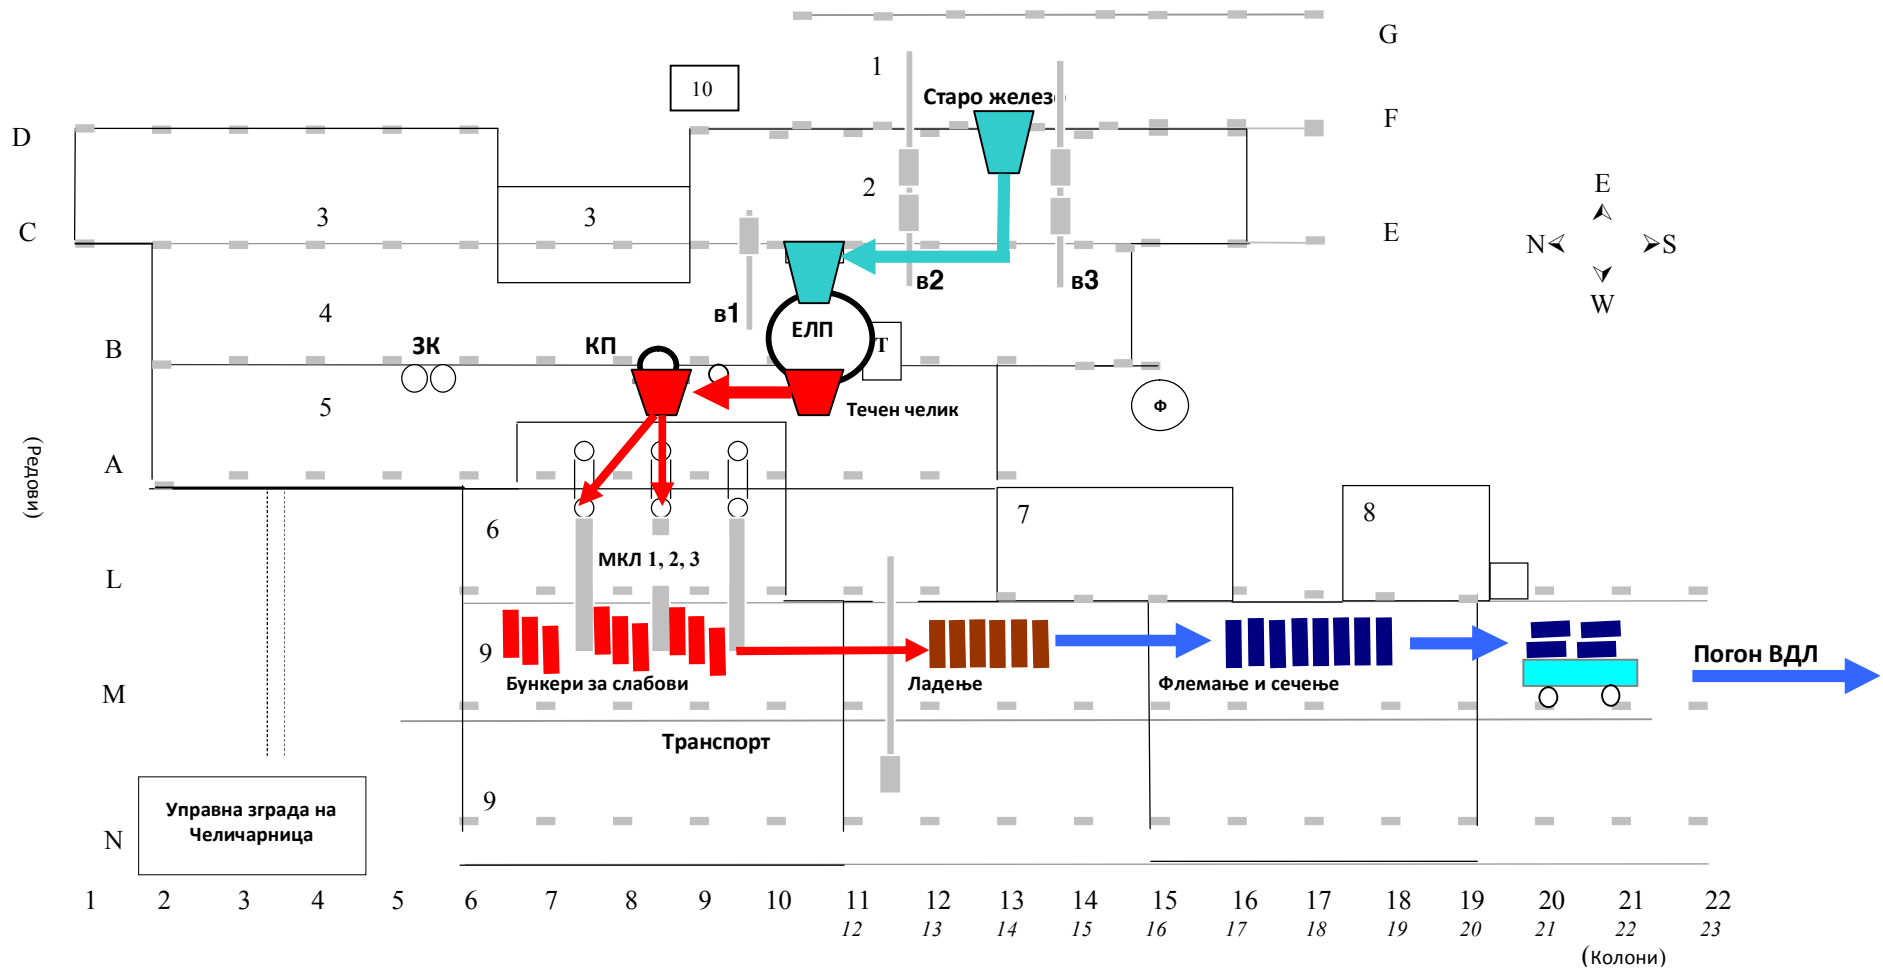 G
1
10
Старо желез
F
D
2
E
3
3
C
E
N
S
в2
в3
W
4
в1
ЕЛП
B
ЗК
КП
Т
5
Течен челик
Ф
(Редови)
A
6
7
8
МКЛ 1, 2, 3
L
9
Погон ВДЛ
Бункери за слабови
Ладење
Флемање и сечење
M
Транспорт
9
Управна зграда на
Челичарница
N
1 2 3 4 5 6 7 8 9 10 11 12 13 14 15 16 17 18 19 20 21 22
12 13 14 15 16 17 18 19 20 21 22 23
(Колони)